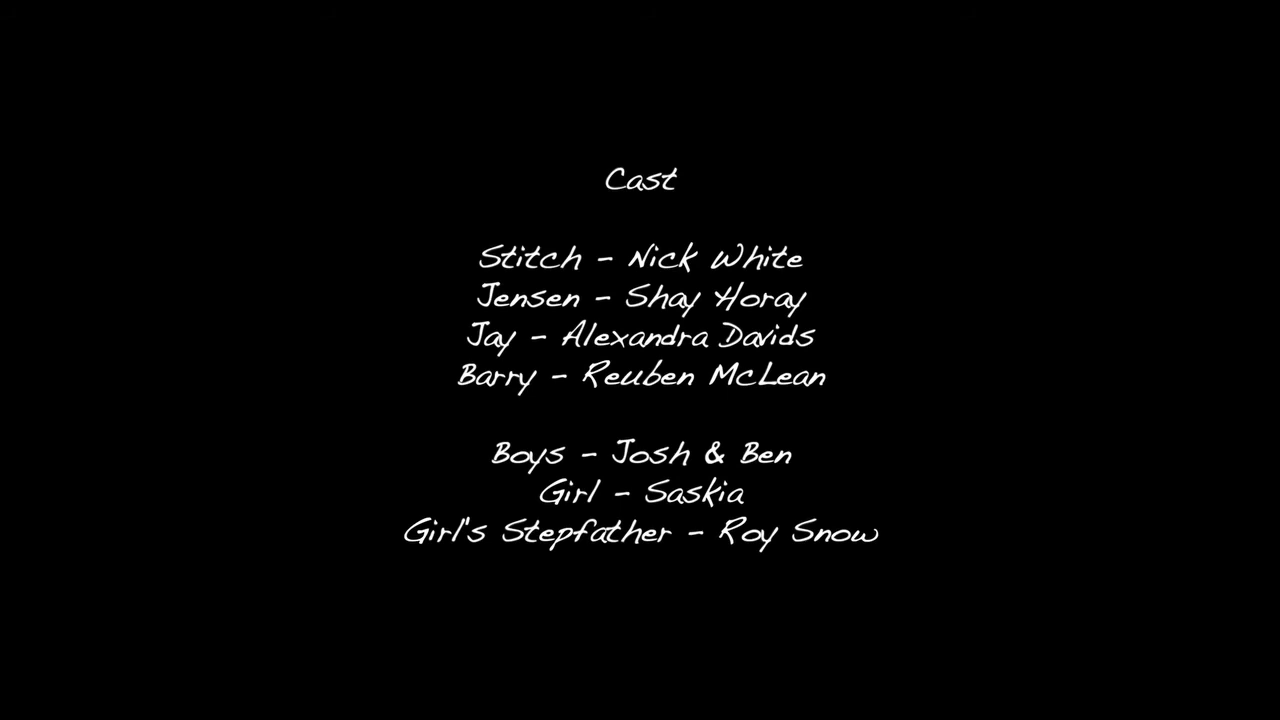 Cast
Stitch - Nick White
Jensen - Shay Horay
Jay - Alexandra Davids
Barry - Reuben McLean
Boys - Josh & Ben
Girl - Saskia
Girl's Stepfather - Roy Snow